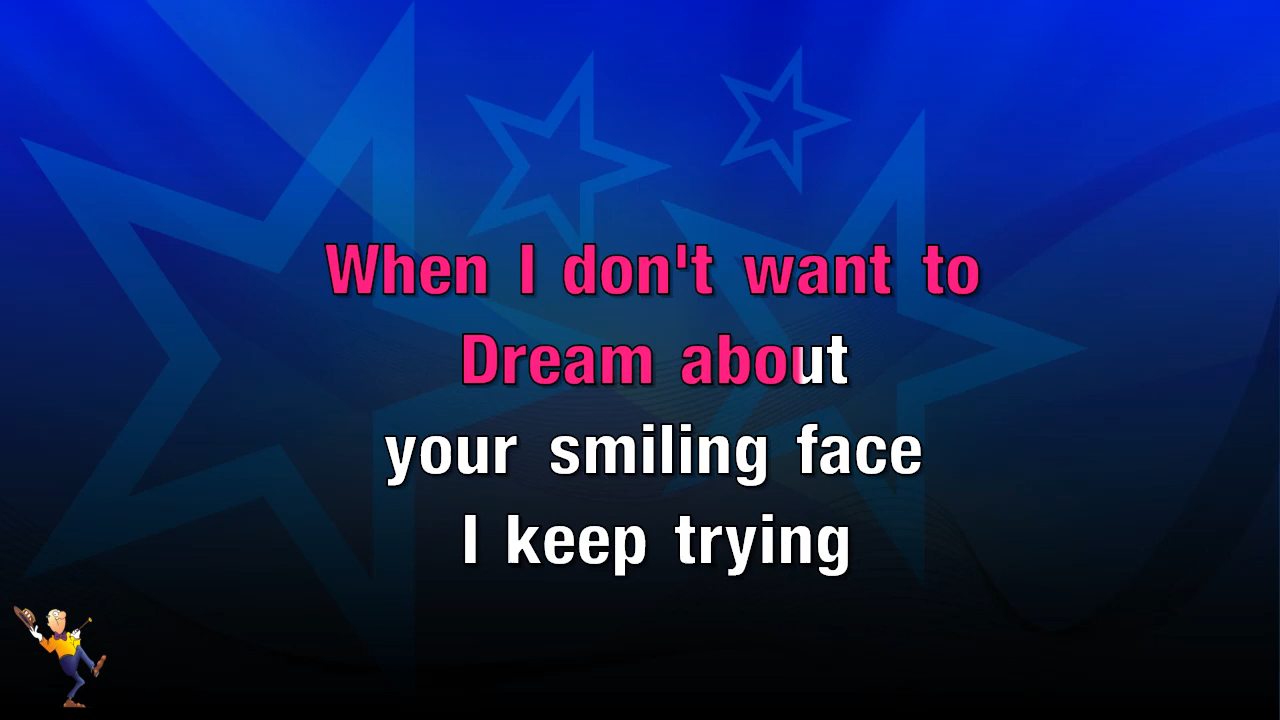 When I don't want to
Dream about
your smiling face
I keep trying